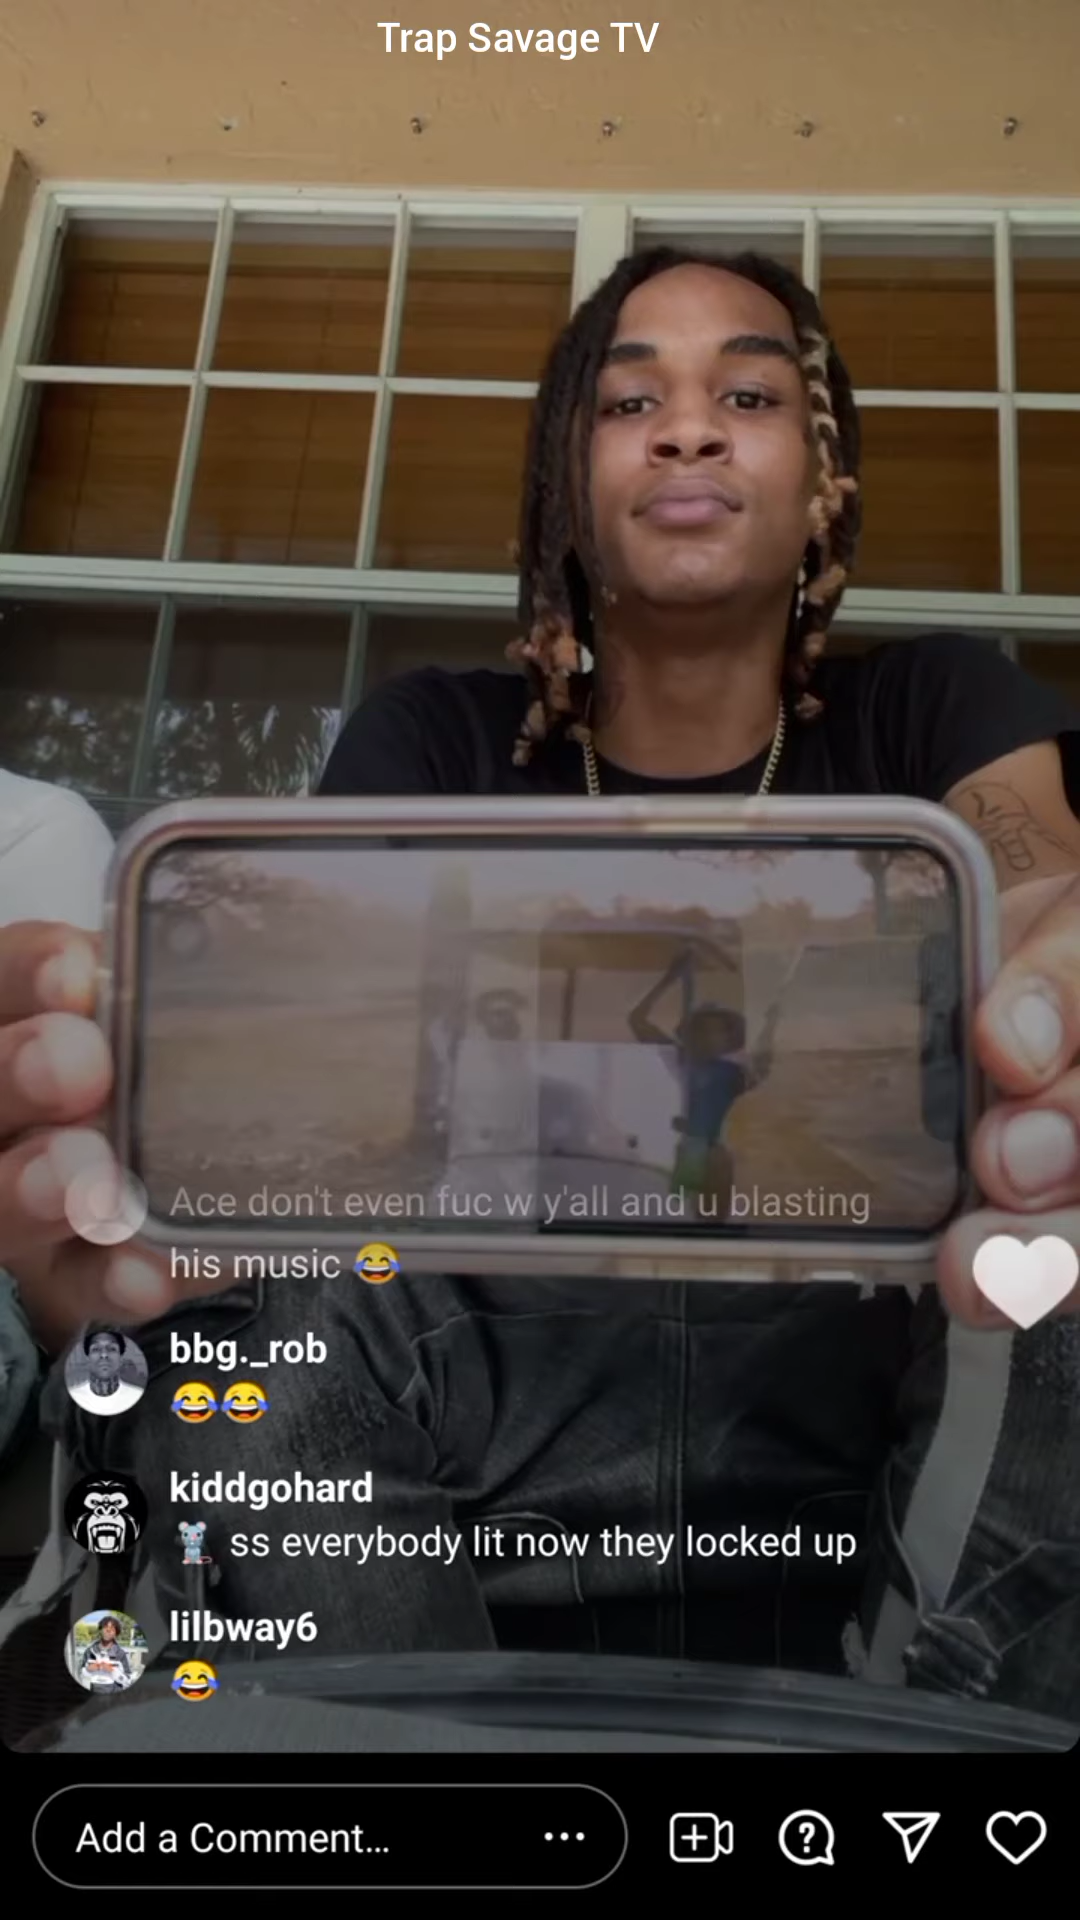 Trap Savage TV
Ace don't even fuc w y'all and u blasting
his music 😂
bbg._rob
😂😂
kiddgohard
🐁 ss everybody lit now they locked up
lilbway6
😂
Add a Comment...